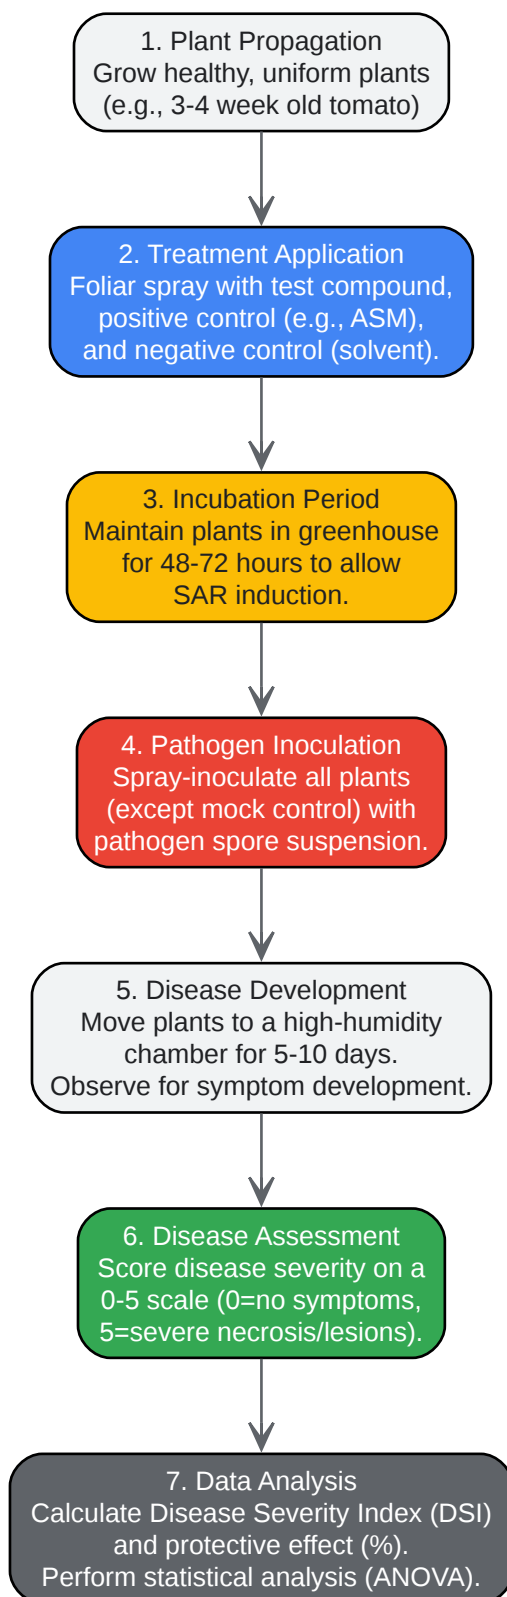 1. Plant Propagation
Grow healthy, uniform plants
(e.g., 3-4 week old tomato)
2. Treatment Application
Foliar spray with test compound,
positive control (e.g., ASM),
and negative control (solvent).
3. Incubation Period
Maintain plants in greenhouse
for 48-72 hours to allow
SAR induction.
4. Pathogen Inoculation
Spray-inoculate all plants
(except mock control) with
pathogen spore suspension.
5. Disease Development
Move plants to a high-humidity
chamber for 5-10 days.
Observe for symptom development.
6. Disease Assessment
Score disease severity on a
0-5 scale (0=no symptoms,
5=severe necrosis/lesions).
7. Data Analysis
Calculate Disease Severity Index (DSI)
and protective effect (%).
Perform statistical analysis (ANOVA).